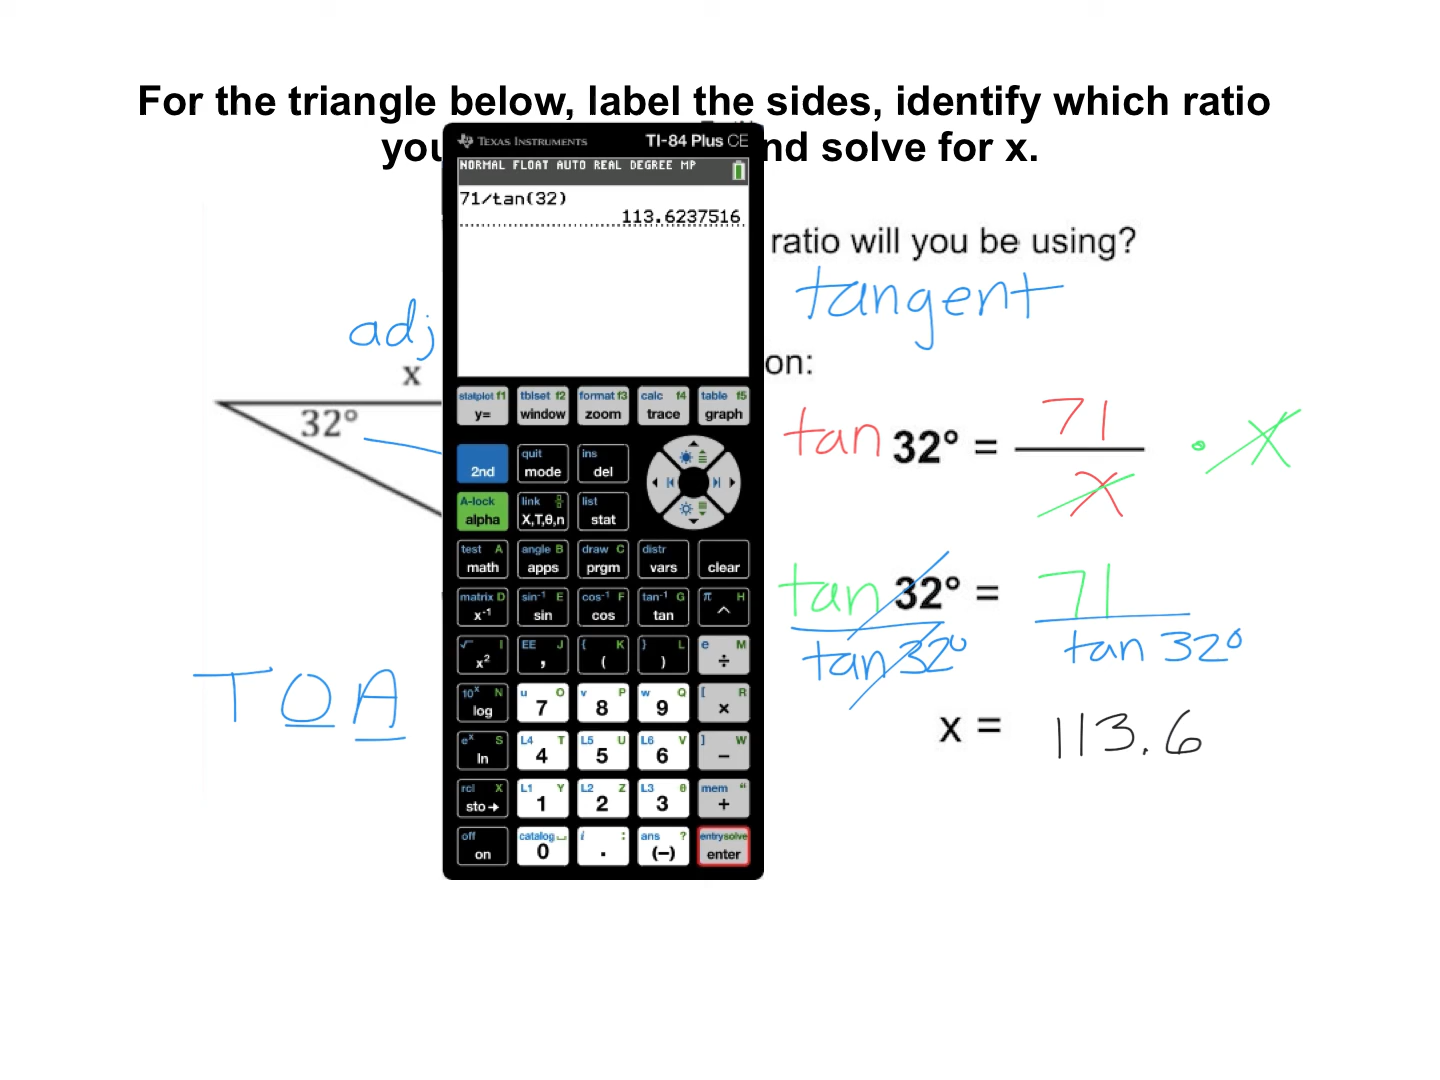 For the triangle below, label the sides, identify which ratio
you nd solve for x.
TEXAS INSTRUMENTS TI-84 Plus CE
NORMAL FLOAT AUTO REAL DEGREE MP
71/tan(32)
113.6237516
ratio will you be using?
tangent
adj
on:
x
32°
tan 32° = 71/x · x
tan 32° = 71
tan 32° tan 32°
x = 113.6
TOA
statplot f1 tblset f2 format f3 calc f4 table f5
y= window zoom trace graph
quit ins
2nd mode del
A-lock link list
alpha X,T,θ,n stat
test A angle B draw C distr
math apps prgm vars clear
matrix D sin⁻¹ E cos⁻¹ F tan⁻¹ G π H
x⁻¹ sin cos tan ^
√ I EE J { K } L e M
x² , ( ) ÷
10ˣ N u O v P w Q [ R
log 7 8 9 ×
eˣ S L4 T L5 U L6 V ] W
ln 4 5 6 −
rcl X L1 Y L2 Z L3 θ mem "
sto→ 1 2 3 +
off catalog i : ans ? entry solve
on 0 . (−) enter